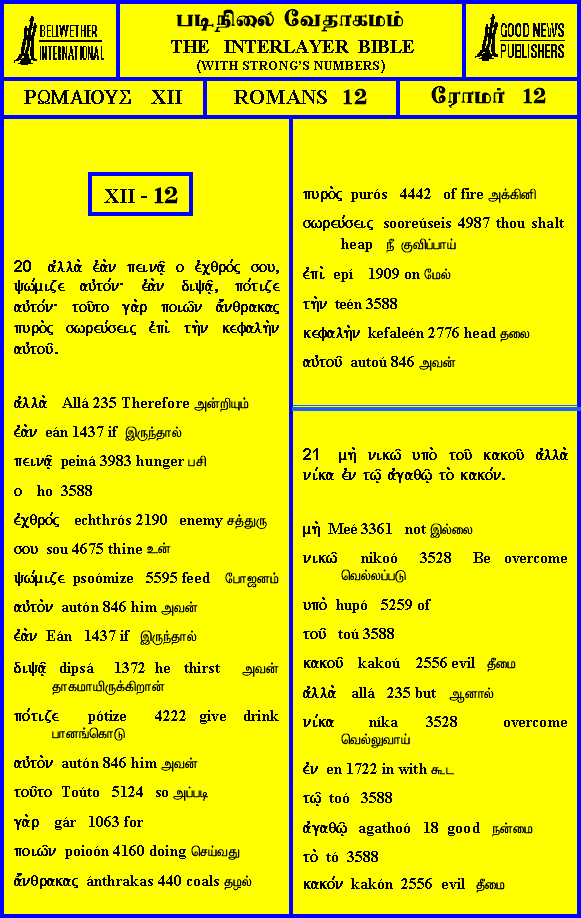 BELLWETHER
INTERNATIONAL
படிநிலை வேதாகமம்
THE INTERLAYER BIBLE
(WITH STRONG'S NUMBERS)
GOOD NEWS
PUBLISHERS
ΡΩΜΑΙΟΥΣ XII
ROMANS 12
ரோமர் 12
XII - 12
20 ἀλλὰ ἐὰν πεινᾷ ο ἐχθρός σου,
ψώμιζε αὐτόν· ἐὰν διψᾷ, πότιζε
αὐτόν· τοῦτο γὰρ ποιῶν ἄνθρακας
πυρὸς σωρεύσεις ἐπὶ τὴν κεφαλὴν
αὐτοῦ.
ἀλλὰ Allá 235 Therefore அன்றியும்
ἐὰν eán 1437 if இருந்தால்
πεινᾷ peiná 3983 hunger பசி
ο ho 3588
ἐχθρός echthrós 2190 enemy சத்துரு
σου sou 4675 thine உன்
ψώμιζε psoómize 5595 feed போஜனம்
αὐτὸν autón 846 him அவன்
ἐὰν Eán 1437 if இருந்தால்
διψᾷ dipsá 1372 he thirst அவன்
தாகமாயிருக்கிறான்
πότιζε pótize 4222 give drink
பானங்கொடு
αὐτὸν autón 846 him அவன்
τοῦτο Toúto 5124 so அப்படி
γὰρ gár 1063 for
ποιῶν poioón 4160 doing செய்வது
ἄνθρακας ánthrakas 440 coals தழல்
πυρὸς purós 4442 of fire அக்கினி
σωρεύσεις sooreúseis 4987 thou shalt
heap நீ குவிப்பாய்
ἐπὶ epí 1909 on மேல்
τὴν teén 3588
κεφαλὴν kefaleén 2776 head தலை
αὐτοῦ autoú 846 அவன்
21 μὴ νικῶ ὑπὸ τοῦ κακοῦ ἀλλὰ
νίκα ἐν τῷ ἀγαθῷ τὸ κακόν.
μὴ Meé 3361 not இல்லை
νικῶ nikoó 3528 Be overcome
வெல்லப்படு
ὑπὸ hupó 5259 of
τοῦ toú 3588
κακοῦ kakoú 2556 evil தீமை
ἀλλὰ allá 235 but ஆனால்
νίκα níka 3528 overcome
வெல்லுவாய்
ἐν en 1722 in with கூட
τῷ toó 3588
ἀγαθῷ agathoó 18 good நன்மை
τὸ tó 3588
κακόν kakón 2556 evil தீமை